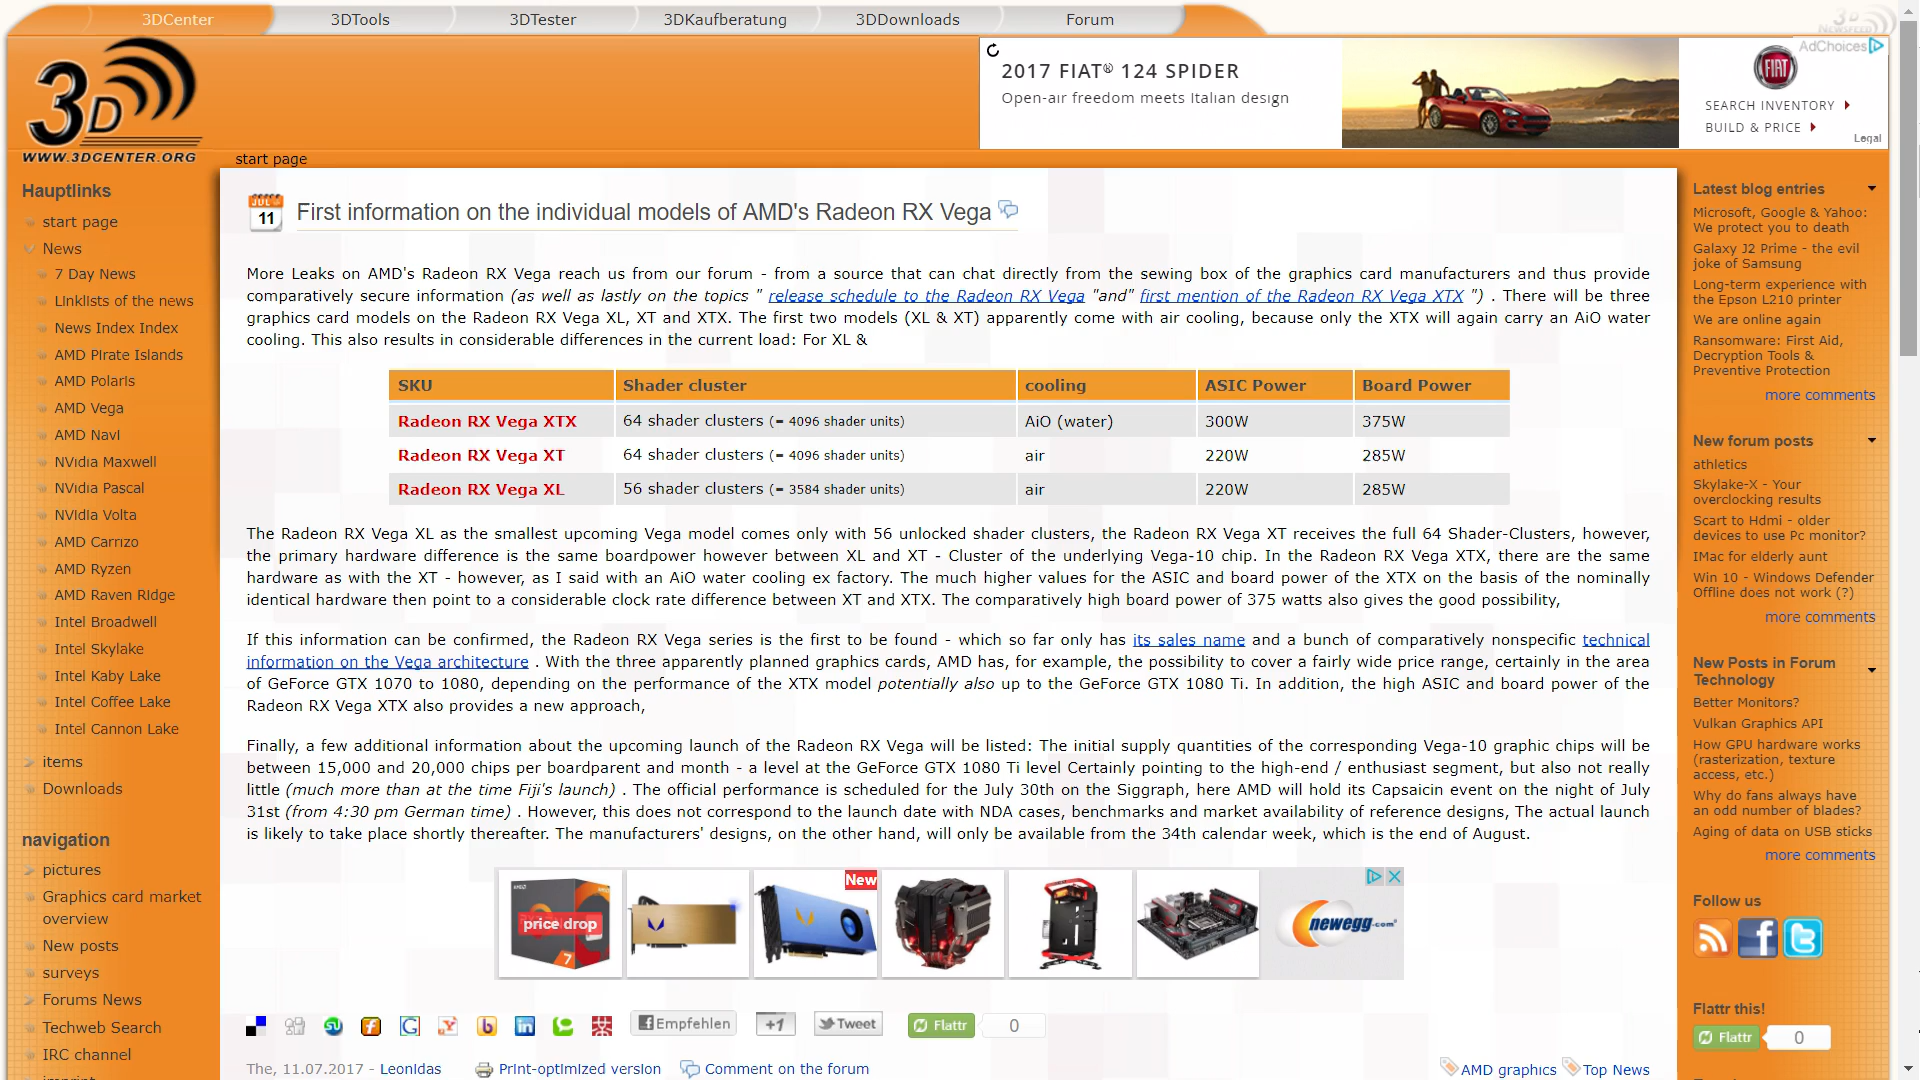 3DCenter 3DTools 3DTester 3DKaufberatung 3DDownloads Forum
3D
WWW.3DCENTER.ORG
2017 FIAT® 124 SPIDER
Open-air freedom meets Italian design
FIAT
AdChoices
SEARCH INVENTORY
BUILD & PRICE
Legal
start page
Hauptlinks
start page
News
7 Day News
Linklists of the news
News Index Index
AMD Pirate Islands
AMD Polaris
AMD Vega
AMD Navi
NVidia Maxwell
NVidia Pascal
NVidia Volta
AMD Carrizo
AMD Ryzen
AMD Raven Ridge
Intel Broadwell
Intel Skylake
Intel Kaby Lake
Intel Coffee Lake
Intel Cannon Lake
items
Downloads
navigation
pictures
Graphics card market
overview
New posts
surveys
Forums News
Techweb Search
IRC channel
JUL
11
First information on the individual models of AMD's Radeon RX Vega
More Leaks on AMD's Radeon RX Vega reach us from our forum - from a source that can chat directly from the sewing box of the graphics card manufacturers and thus provide
comparatively secure information (as well as lastly on the topics " release schedule to the Radeon RX Vega "and" first mention of the Radeon RX Vega XTX ") . There will be three
graphics card models on the Radeon RX Vega XL, XT and XTX. The first two models (XL & XT) apparently come with air cooling, because only the XTX will again carry an AiO water
cooling. This also results in considerable differences in the current load: For XL &
SKU Shader cluster cooling ASIC Power Board Power
Radeon RX Vega XTX 64 shader clusters (= 4096 shader units) AiO (water) 300W 375W
Radeon RX Vega XT 64 shader clusters (= 4096 shader units) air 220W 285W
Radeon RX Vega XL 56 shader clusters (= 3584 shader units) air 220W 285W
The Radeon RX Vega XL as the smallest upcoming Vega model comes only with 56 unlocked shader clusters, the Radeon RX Vega XT receives the full 64 Shader-Clusters, however,
the primary hardware difference is the same boardpower however between XL and XT - Cluster of the underlying Vega-10 chip. In the Radeon RX Vega XTX, there are the same
hardware as with the XT - however, as I said with an AiO water cooling ex factory. The much higher values for the ASIC and board power of the XTX on the basis of the nominally
identical hardware then point to a considerable clock rate difference between XT and XTX. The comparatively high board power of 375 watts also gives the good possibility,
If this information can be confirmed, the Radeon RX Vega series is the first to be found - which so far only has its sales name and a bunch of comparatively nonspecific technical
information on the Vega architecture . With the three apparently planned graphics cards, AMD has, for example, the possibility to cover a fairly wide price range, certainly in the area
of GeForce GTX 1070 to 1080, depending on the performance of the XTX model potentially also up to the GeForce GTX 1080 Ti. In addition, the high ASIC and board power of the
Radeon RX Vega XTX also provides a new approach,
Finally, a few additional information about the upcoming launch of the Radeon RX Vega will be listed: The initial supply quantities of the corresponding Vega-10 graphic chips will be
between 15,000 and 20,000 chips per boardparent and month - a level at the GeForce GTX 1080 Ti level Certainly pointing to the high-end / enthusiast segment, but also not really
little (much more than at the time Fiji's launch) . The official performance is scheduled for the July 30th on the Siggraph, here AMD will hold its Capsaicin event on the night of July
31st (from 4:30 pm German time) . However, this does not correspond to the launch date with NDA cases, benchmarks and market availability of reference designs, The actual launch
is likely to take place shortly thereafter. The manufacturers' designs, on the other hand, will only be available from the 34th calendar week, which is the end of August.
price drop
7
New
newegg.com
Empfehlen +1 Tweet Flattr 0
The, 11.07.2017 - Leonidas Print-optimized version Comment on the forum AMD graphics Top News
Latest blog entries
Microsoft, Google & Yahoo:
We protect you to death
Galaxy J2 Prime - the evil
joke of Samsung
Long-term experience with
the Epson L210 printer
We are online again
Ransomware: First Aid,
Decryption Tools &
Preventive Protection
more comments
New forum posts
athletics
Skylake-X - Your
overclocking results
Scart to Hdmi - older
devices to use Pc monitor?
IMac for elderly aunt
Win 10 - Windows Defender
Offline does not work (?)
more comments
New Posts in Forum
Technology
Better Monitors?
Vulkan Graphics API
How GPU hardware works
(rasterization, texture
access, etc.)
Why do fans always have
an odd number of blades?
Aging of data on USB sticks
more comments
Follow us
Flattr this!
Flattr 0